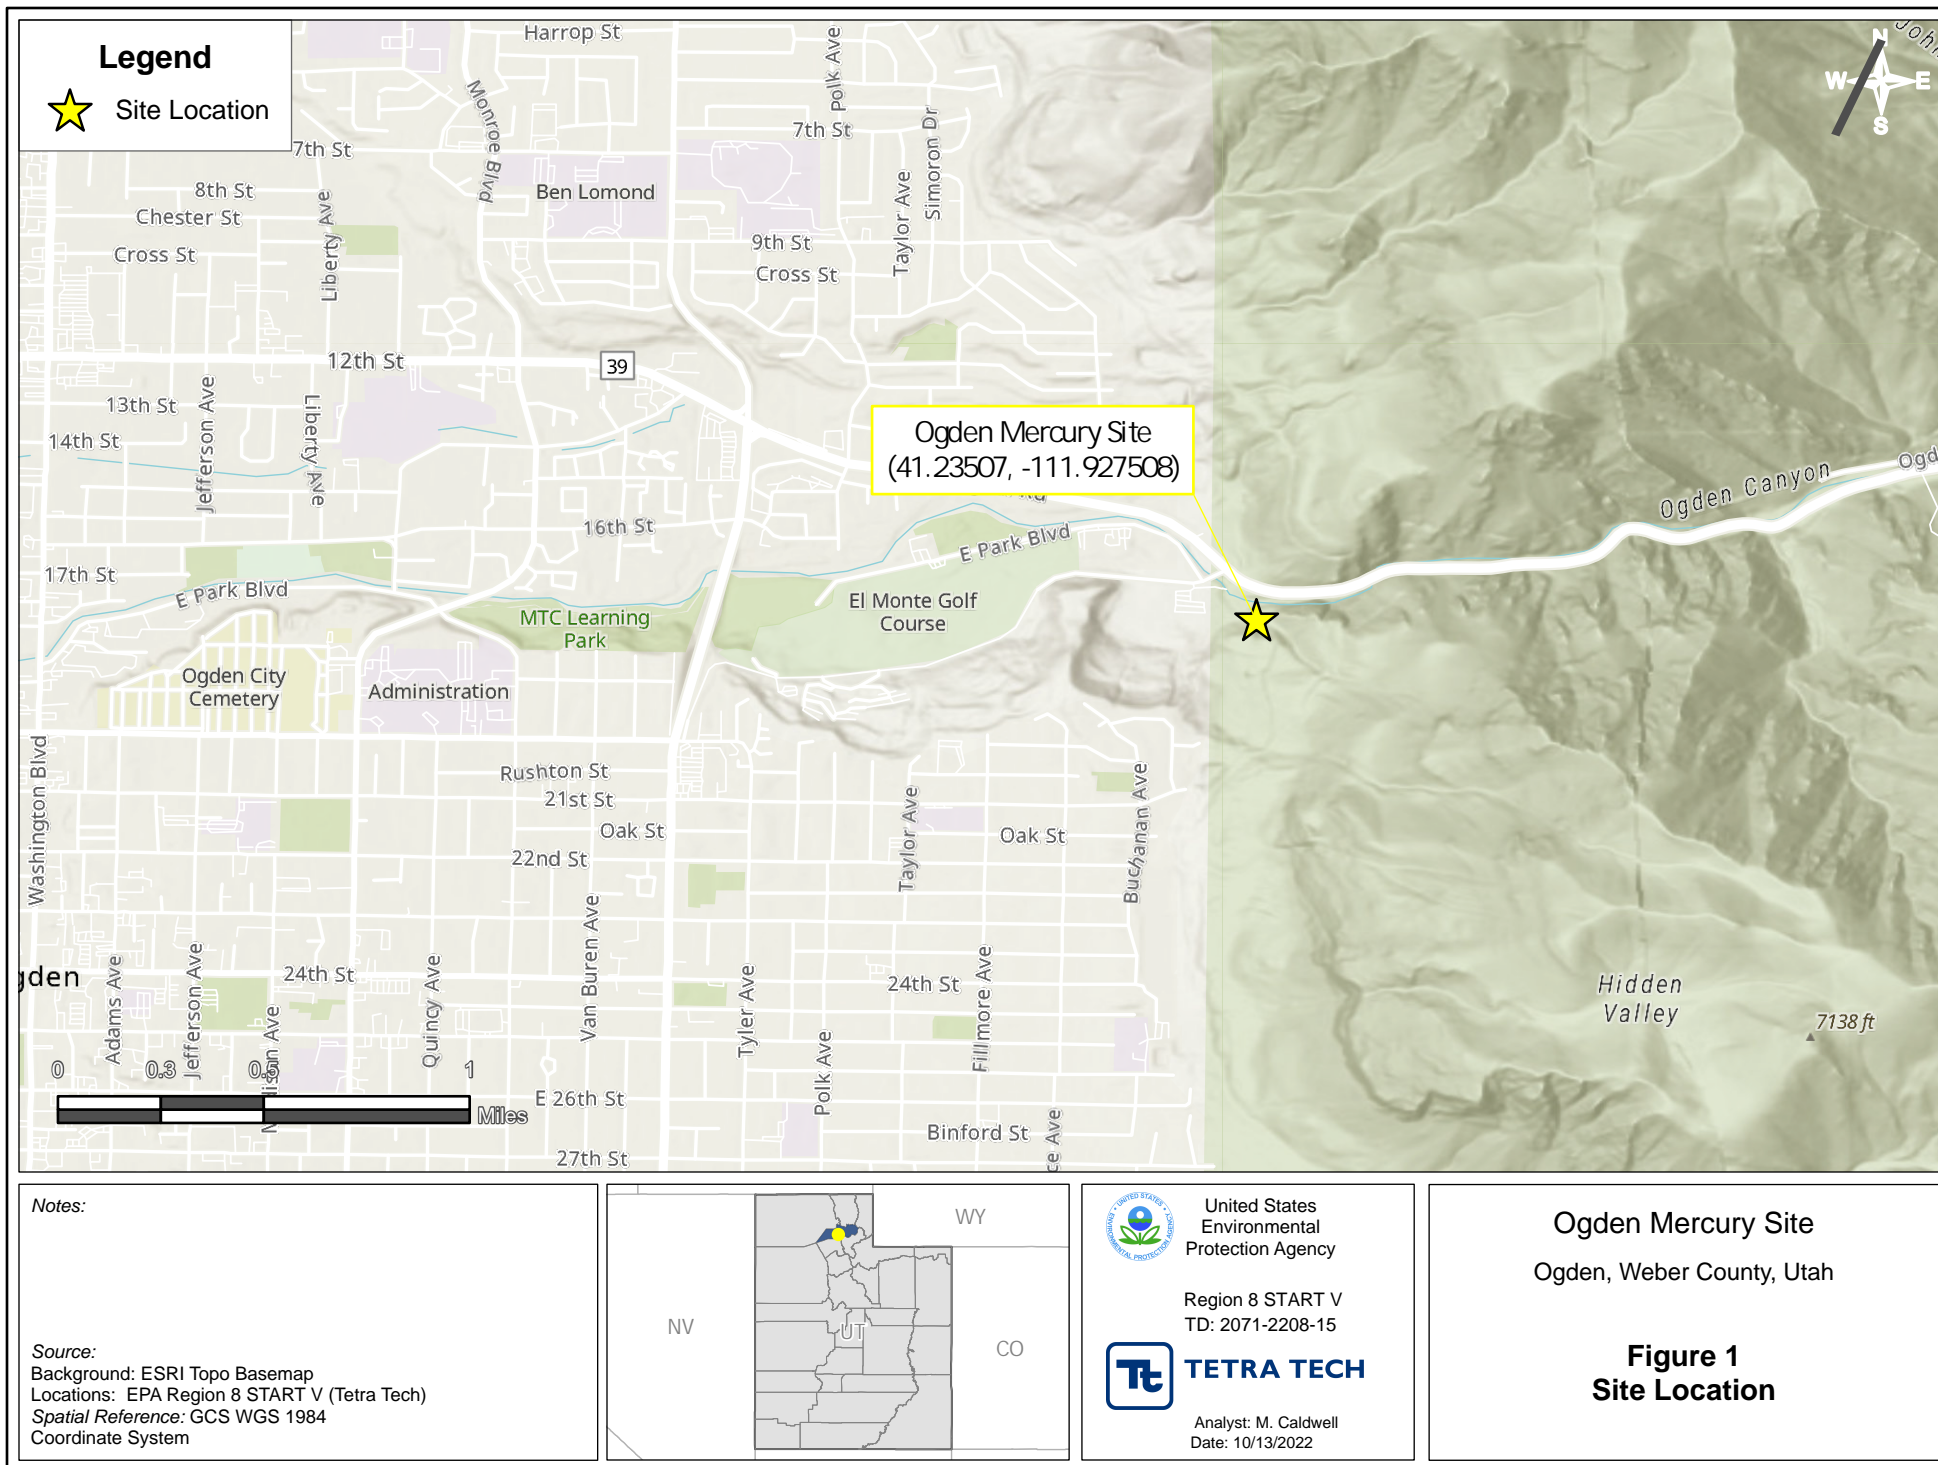 Legend
Site Location
Harrop St
Monroe Blvd
Polk Ave
7th St
7th St
Simoron Dr
Taylor Ave
8th St
Chester St
Cross St
Liberty Ave
Ben Lomond
9th St
Cross St
N
W
E
S
12th St
39
13th St
14th St
Jefferson Ave
Liberty Ave
Ogden Mercury Site
(41.23507, -111.927508)
Ogden Canyon
16th St
E Park Blvd
17th St
E Park Blvd
MTC Learning
Park
El Monte Golf
Course
Ogden City
Cemetery
Administration
Washington Blvd
Rushton St
21st St
Oak St
22nd St
Taylor Ave
Oak St
Buchanan Ave
gden
Adams Ave
Jefferson Ave
24th St
Quincy Ave
Van Buren Ave
Tyler Ave
Polk Ave
24th St
Fillmore Ave
Hidden
Valley
7138 ft
0
0.3
0.5
1
Miles
E 26th St
Binford St
ce Ave
27th St
Notes:
Source:
Background: ESRI Topo Basemap
Locations: EPA Region 8 START V (Tetra Tech)
Spatial Reference: GCS WGS 1984
Coordinate System
WY
NV
UT
CO
UNITED STATES
ENVIRONMENTAL PROTECTION AGENCY
United States
Environmental
Protection Agency
Region 8 START V
TD: 2071-2208-15
Tt
TETRA TECH
Analyst: M. Caldwell
Date: 10/13/2022
Ogden Mercury Site
Ogden, Weber County, Utah
Figure 1
Site Location